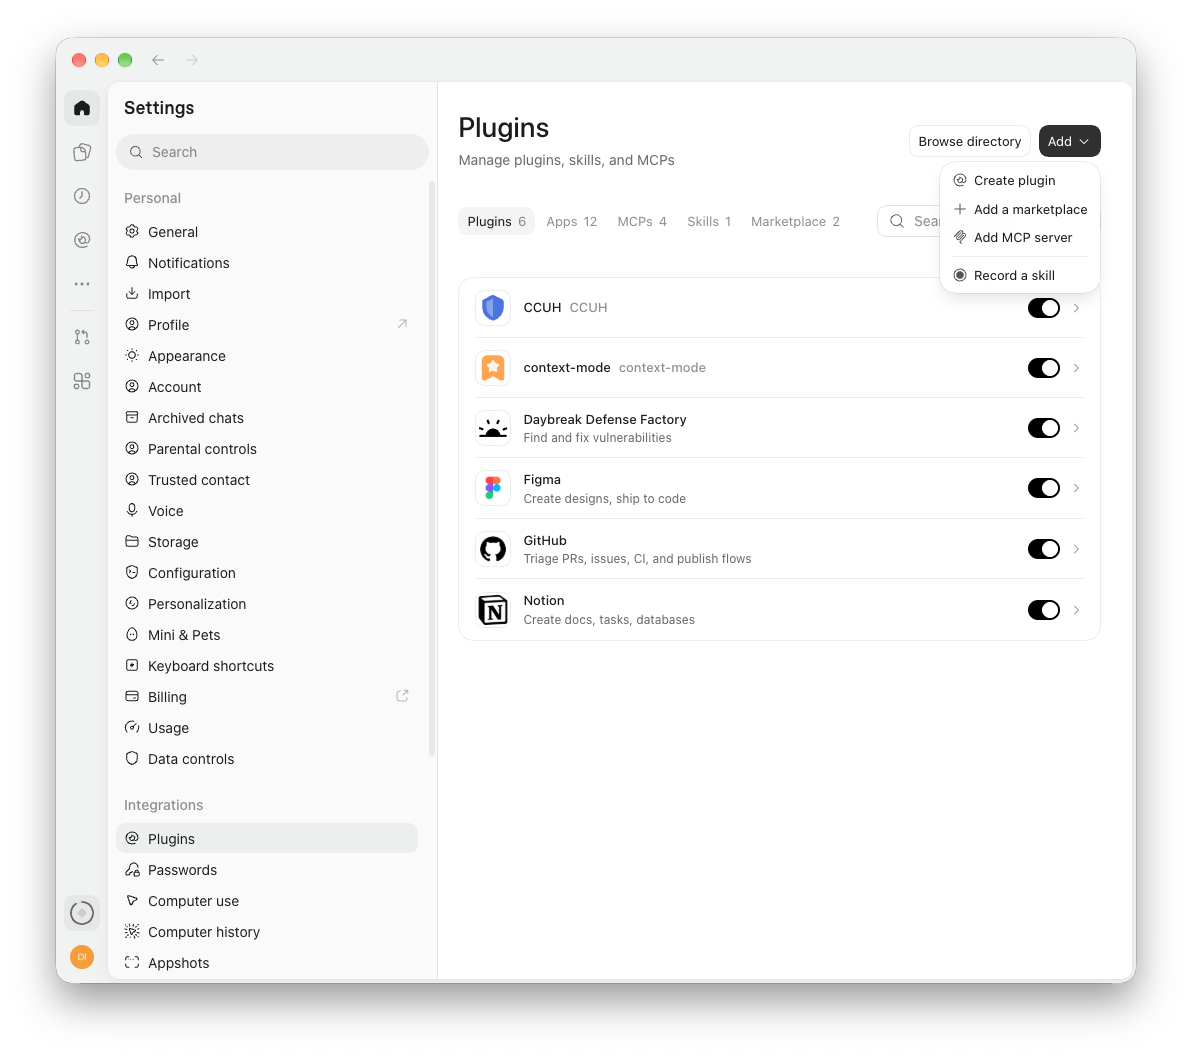 Settings
Search
Personal
General
Notifications
Import
Profile
Appearance
Account
Archived chats
Parental controls
Trusted contact
Voice
Storage
Configuration
Personalization
Mini & Pets
Keyboard shortcuts
Billing
Usage
Data controls
Integrations
Plugins
Passwords
Computer use
Computer history
Appshots
DI
Plugins
Manage plugins, skills, and MCPs
Browse directory
Add
Create plugin
Add a marketplace
Add MCP server
Record a skill
Plugins 6 Apps 12 MCPs 4 Skills 1 Marketplace 2
CCUH CCUH
context-mode context-mode
Daybreak Defense Factory
Find and fix vulnerabilities
Figma
Create designs, ship to code
GitHub
Triage PRs, issues, CI, and publish flows
Notion
Create docs, tasks, databases